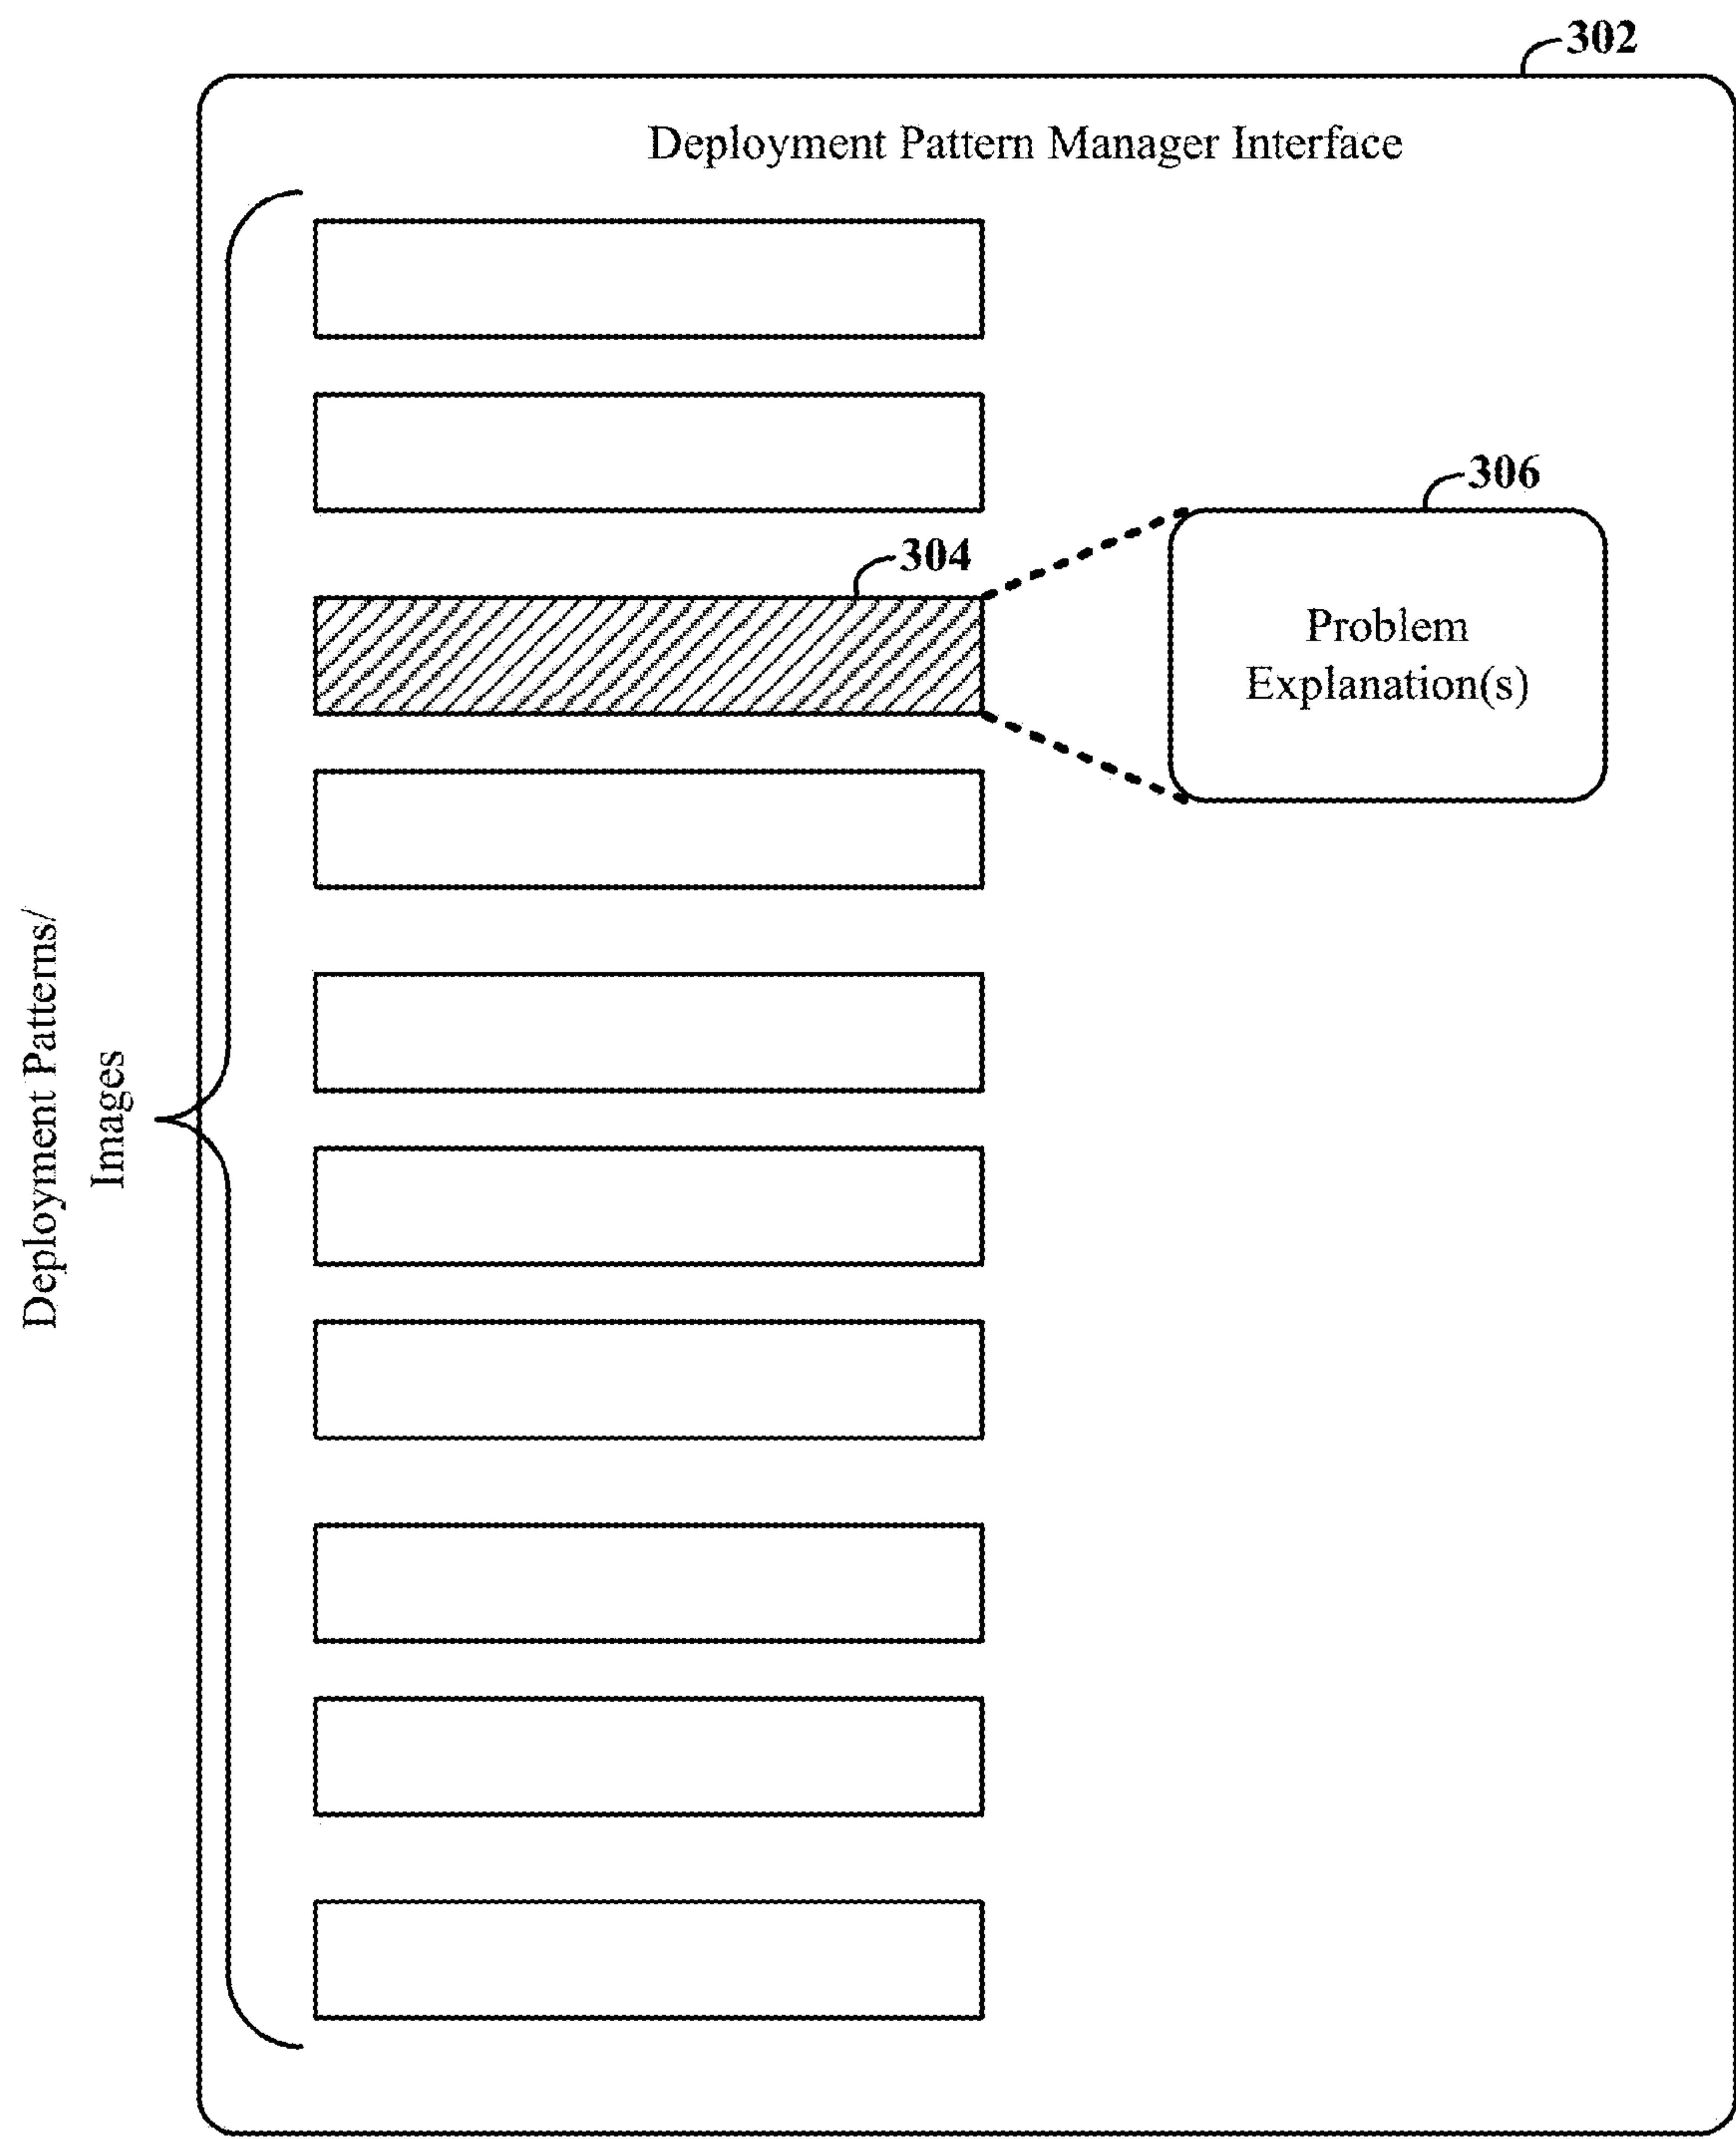 302
Deployment Pattern Manager Interface
306
304
Problem
Explanation(s)
Deployment Patterns/
Images